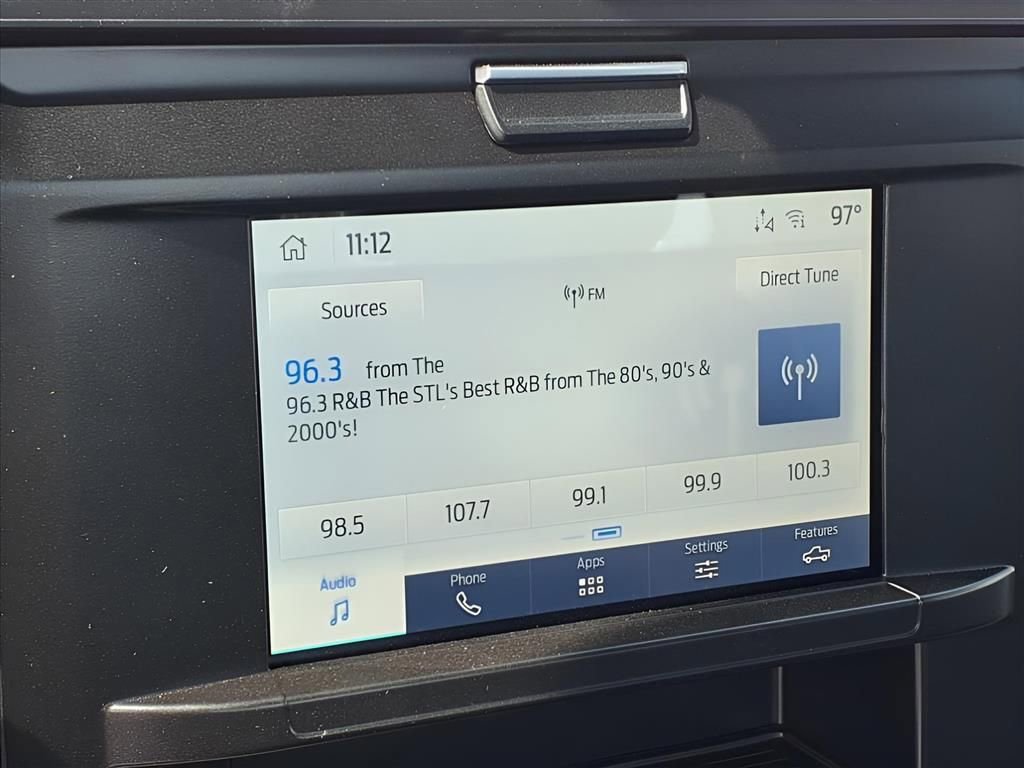 11:12
97°
Sources
FM
Direct Tune
96.3 from The
96.3 R&B The STL's Best R&B from The 80's, 90's &
2000's!
98.5 107.7 99.1 99.9 100.3
Audio Phone Apps Settings Features